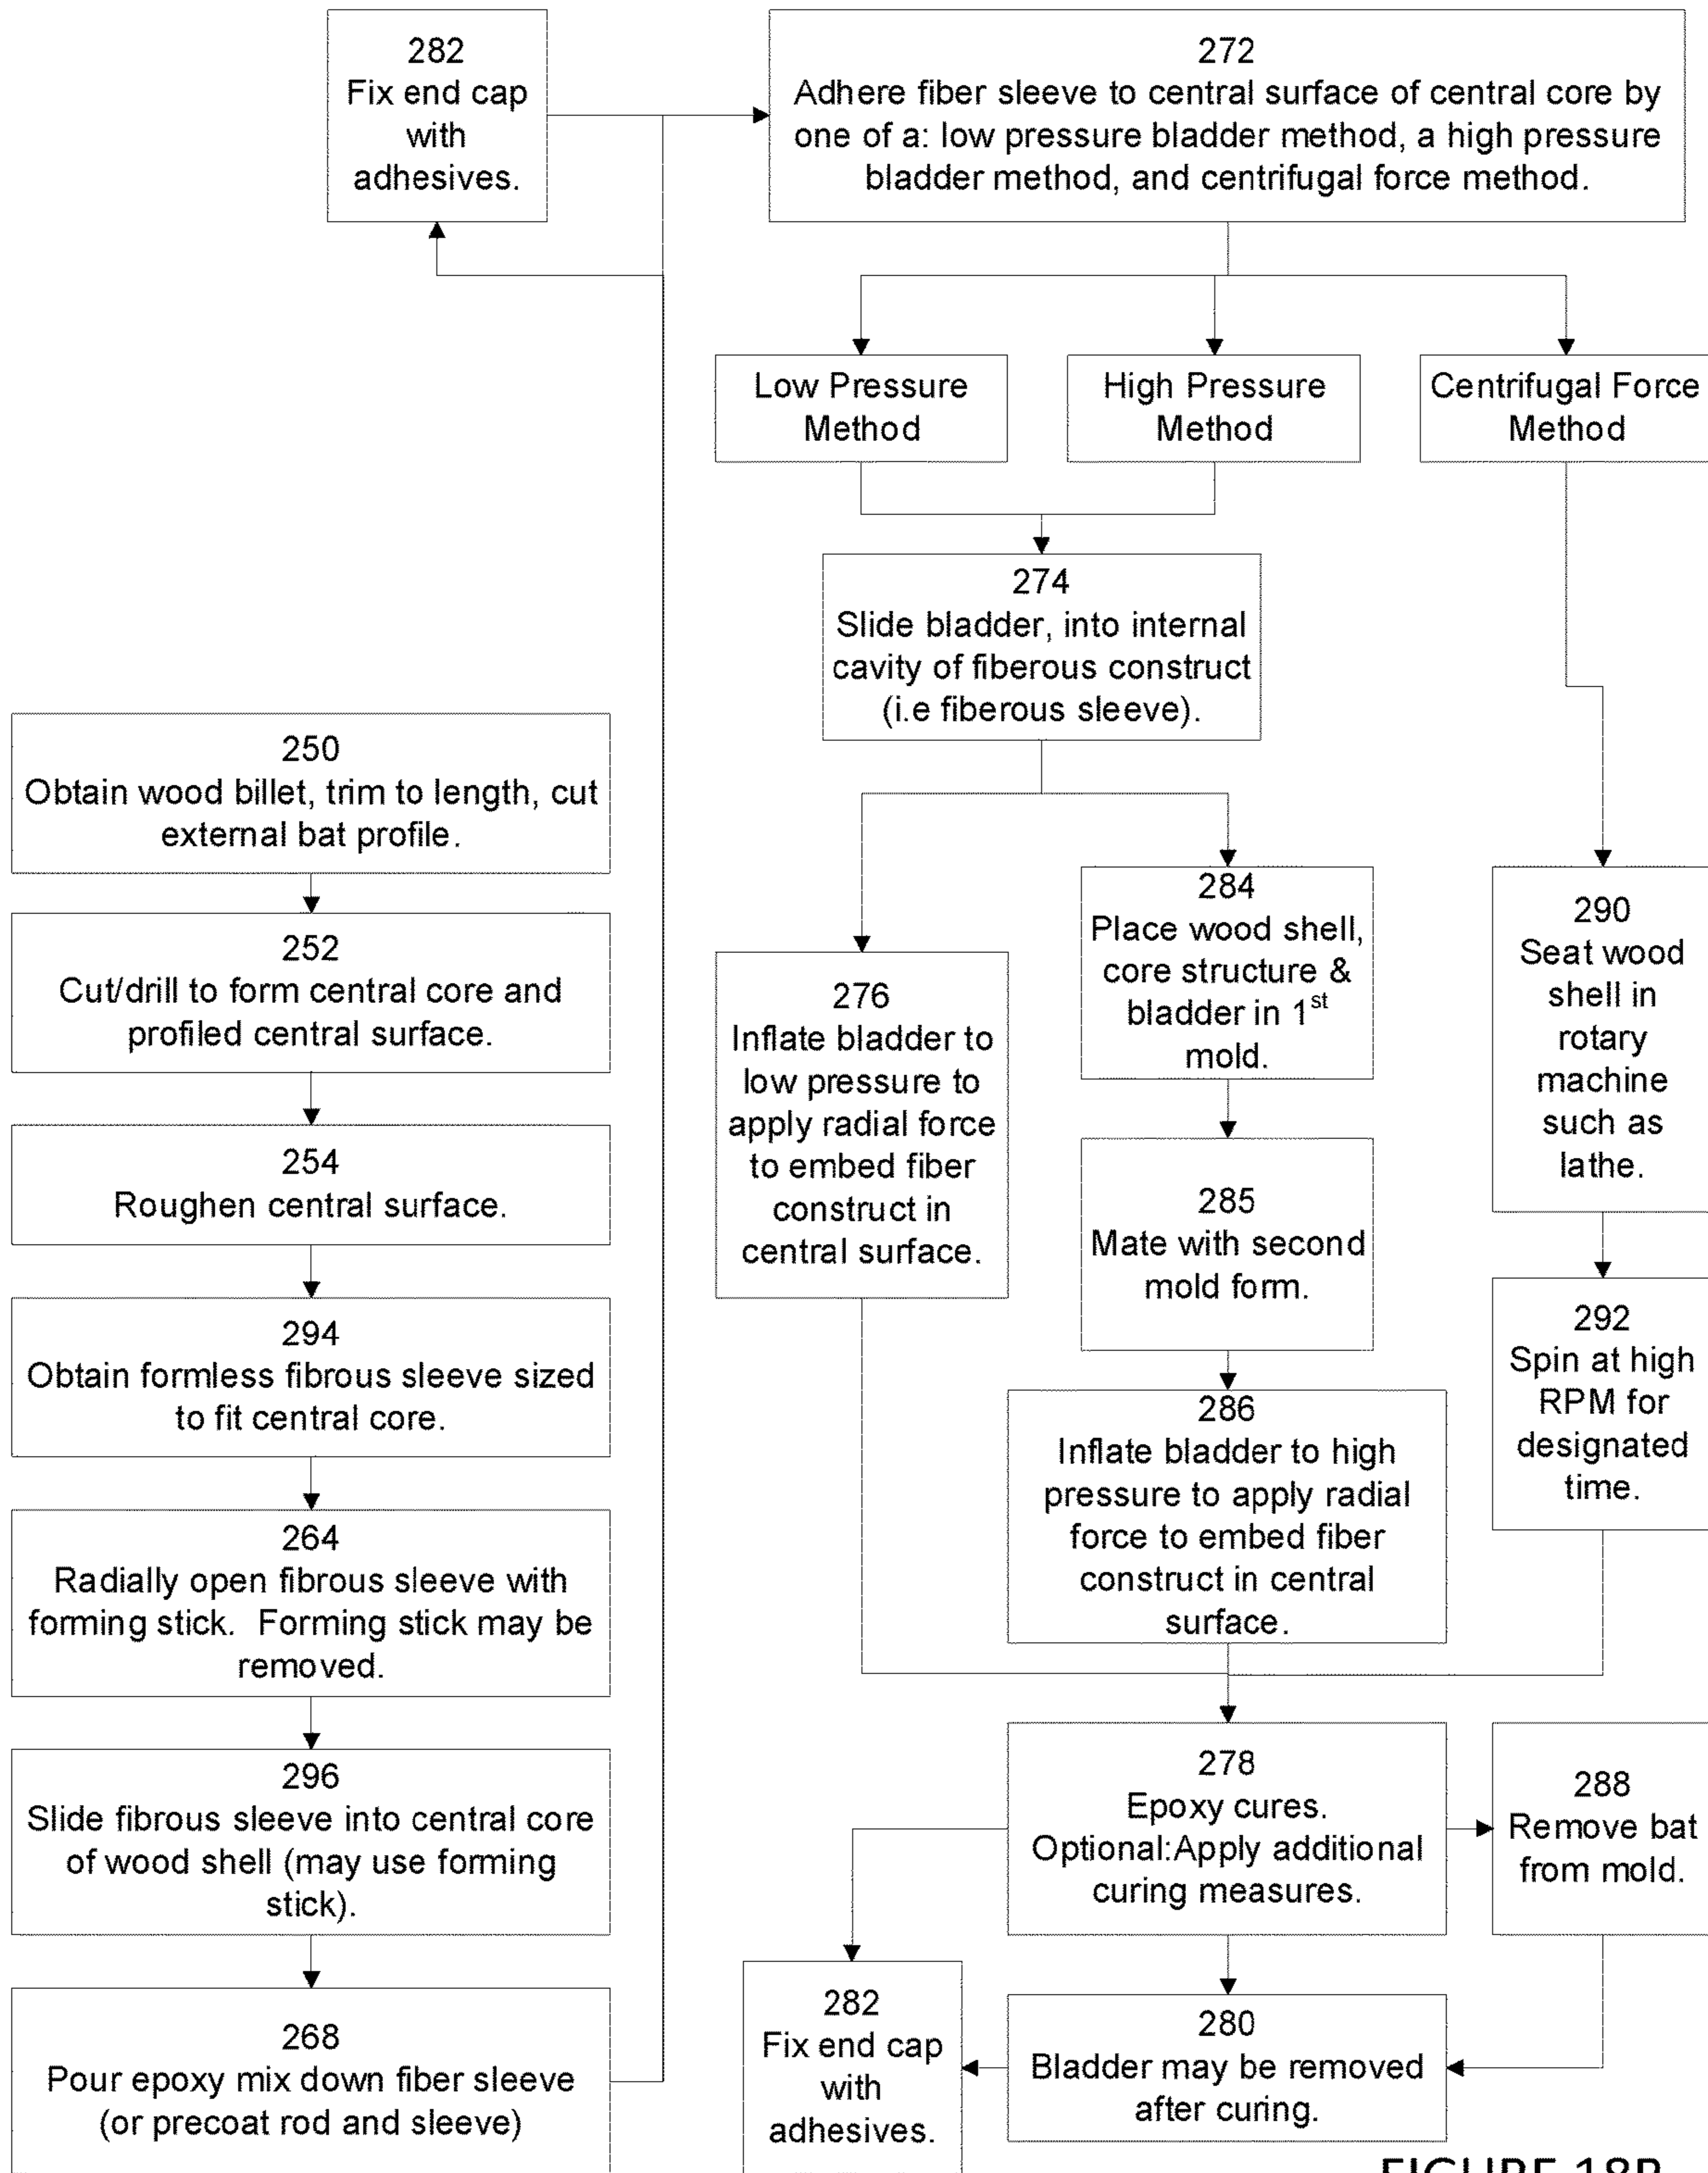 282
Fix end cap
with
adhesives.
272
Adhere fiber sleeve to central surface of central core by
one of a: low pressure bladder method, a high pressure
bladder method, and centrifugal force method.
Low Pressure
Method
High Pressure
Method
Centrifugal Force
Method
274
Slide bladder, into internal
cavity of fiberous construct
(i.e fiberous sleeve).
250
Obtain wood billet, trim to length, cut
external bat profile.
252
Cut/drill to form central core and
profiled central surface.
254
Roughen central surface.
294
Obtain formless fibrous sleeve sized
to fit central core.
264
Radially open fibrous sleeve with
forming stick. Forming stick may be
removed.
296
Slide fibrous sleeve into central core
of wood shell (may use forming
stick).
268
Pour epoxy mix down fiber sleeve
(or precoat rod and sleeve)
276
Inflate bladder to
low pressure to
apply radial force
to embed fiber
construct in
central surface.
284
Place wood shell,
core structure &
bladder in 1st
mold.
285
Mate with second
mold form.
286
Inflate bladder to high
pressure to apply radial
force to embed fiber
construct in central
surface.
290
Seat wood
shell in
rotary
machine
such as
lathe.
292
Spin at high
RPM for
designated
time.
278
Epoxy cures.
Optional:Apply additional
curing measures.
288
Remove bat
from mold.
282
Fix end cap
with
adhesives.
280
Bladder may be removed
after curing.
FIGURE 18B